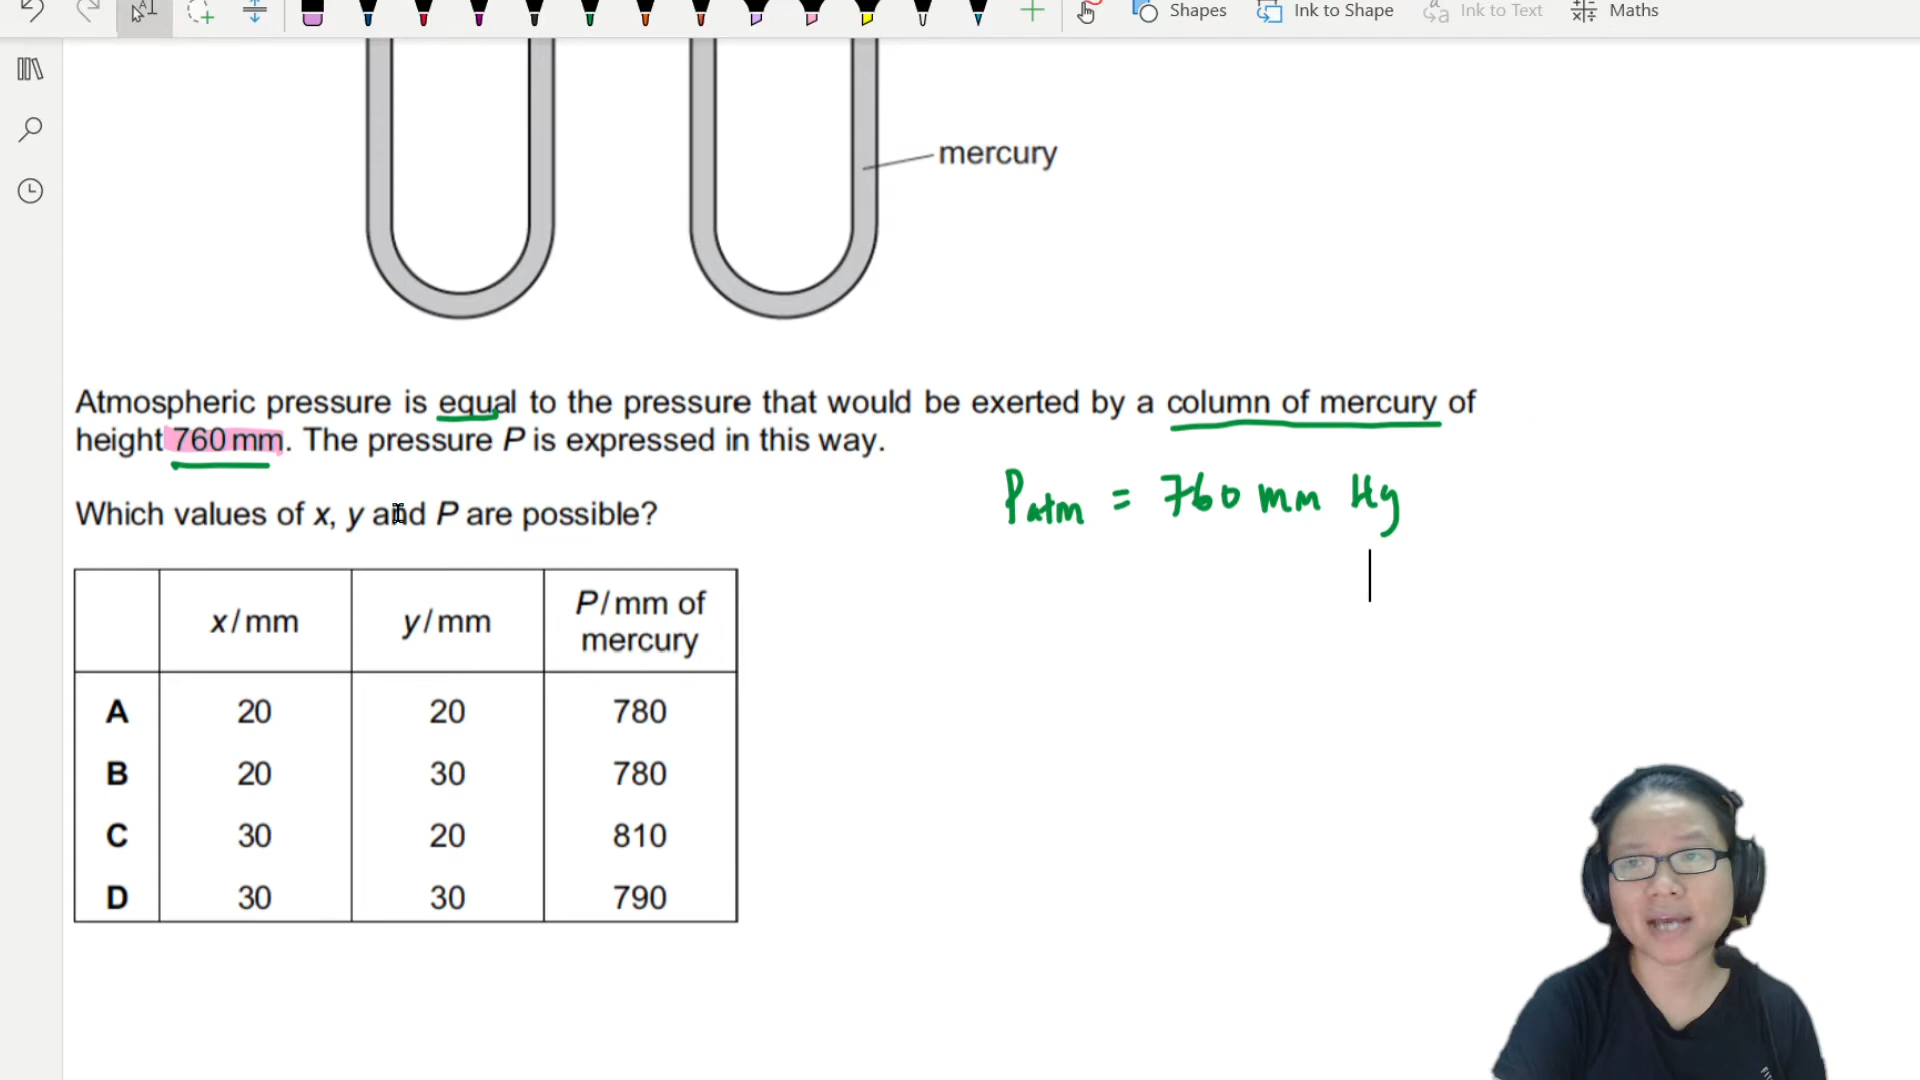 Shapes Ink to Shape Ink to Text Maths
mercury
Atmospheric pressure is equal to the pressure that would be exerted by a column of mercury of
height 760 mm. The pressure P is expressed in this way.
Patm = 760 mm Hg
Which values of x, y and P are possible?
x/mm y/mm P/mm of mercury
A 20 20 780
B 20 30 780
C 30 20 810
D 30 30 790